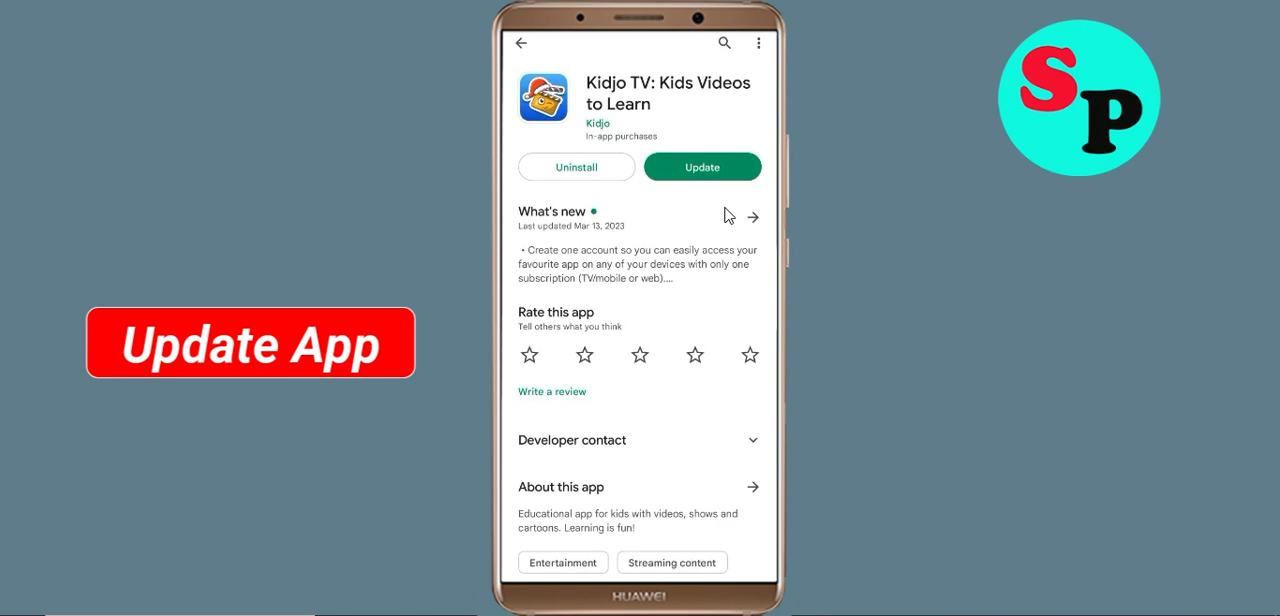 Kidjo TV: Kids Videos
to Learn
Kidjo
In-app purchases
Uninstall
Update
What's new
Last updated Mar 13, 2023
• Create one account so you can easily access your
favourite app on any of your devices with only one
subscription (TV/mobile or web)....
Rate this app
Tell others what you think
Write a review
Developer contact
About this app
Educational app for kids with videos, shows and
cartoons. Learning is fun!
Entertainment
Streaming content
HUAWEI
Update App
SP